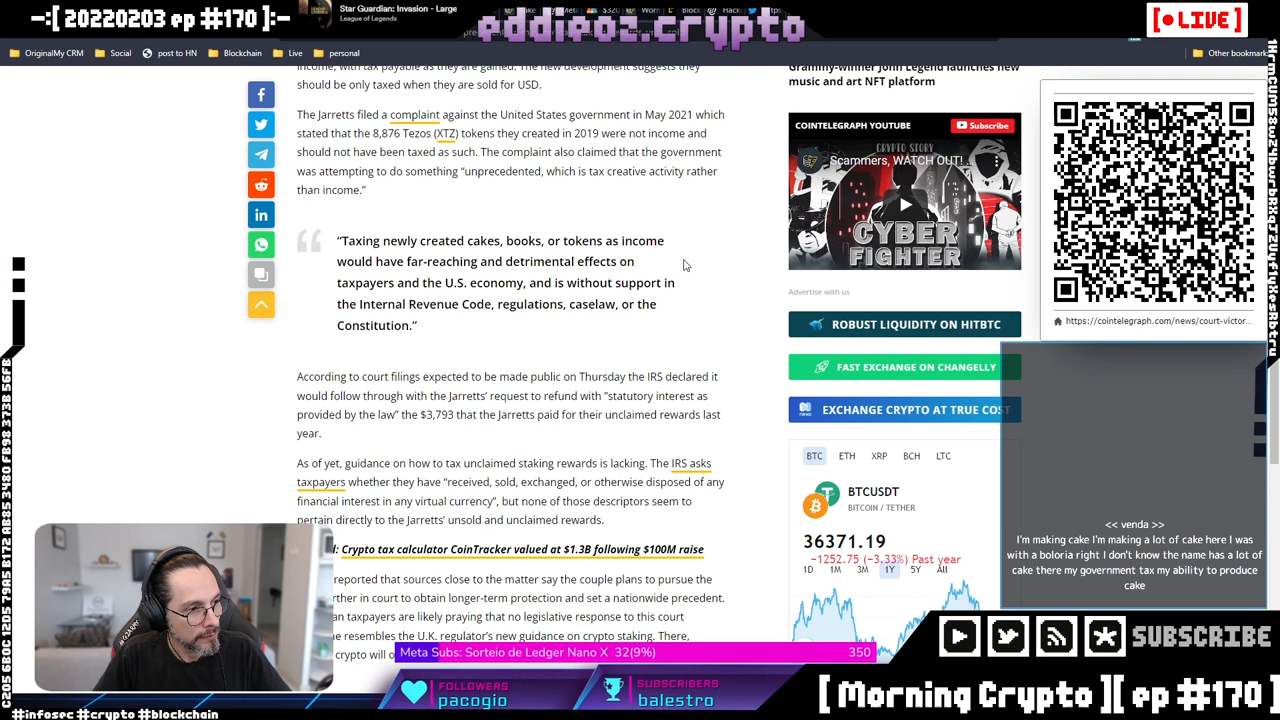 -:[ 20220203 ep #170 ]:-
Star Guardian: Invasion - Large
League of Legends
eddieoz.crypto
[• LIVE]
OriginalMy CRM
Social
post to HN
Blockchain
Live
personal
Other bookmark
income, with tax payable as they are gained. The new development suggests they
should be only taxed when they are sold for USD.
The Jarretts filed a complaint against the United States government in May 2021 which
stated that the 8,876 Tezos (XTZ) tokens they created in 2019 were not income and
should not have been taxed as such. The complaint also claimed that the government
was attempting to do something “unprecedented, which is tax creative activity rather
than income.”
“Taxing newly created cakes, books, or tokens as income
would have far-reaching and detrimental effects on
taxpayers and the U.S. economy, and is without support in
the Internal Revenue Code, regulations, caselaw, or the
Constitution.”
According to court filings expected to be made public on Thursday the IRS declared it
would follow through with the Jarretts’ request to refund with “statutory interest as
provided by the law” the $3,793 that the Jarretts paid for their unclaimed rewards last
year.
As of yet, guidance on how to tax unclaimed staking rewards is lacking. The IRS asks
taxpayers whether they have “received, sold, exchanged, or otherwise disposed of any
financial interest in any virtual currency”, but none of those descriptors seem to
pertain directly to the Jarretts’ unsold and unclaimed rewards.
Crypto tax calculator CoinTracker valued at $1.3B following $100M raise
reported that sources close to the matter say the couple plans to pursue the
further in court to obtain longer-term protection and set a nationwide precedent.
an taxpayers are likely praying that no legislative response to this court
resembles the U.K. regulator’s new guidance on crypto staking. There,
crypto will
Grammy-winner John Legend launches new
music and art NFT platform
COINTELEGRAPH YOUTUBE
Subscribe
CRYPTO STORY
Scammers, WATCH OUT! ...
CYBER
FIGHTER
Advertise with us
ROBUST LIQUIDITY ON HITBTC
FAST EXCHANGE ON CHANGELLY
EXCHANGE CRYPTO AT TRUE COST
BTC
ETH
XRP
BCH
LTC
BTCUSDT
BITCOIN / TETHER
36371.19
−1252.75 (−3.33%) Past year
1D
1M
3M
1Y
5Y
All
https://cointelegraph.com/news/court-victor...
<< venda >>
I'm making cake I'm making a lot of cake here I was
with a boloria right I don't know the name has a lot of
cake there my government tax my ability to produce
cake
Meta Subs: Sorteio de Ledger Nano X 32(9%)
350
FOLLOWERS
pacogio
SUBSCRIBERS
balestro
SUBSCRIBE
[ Morning Crypto ][ ep #170 ]
#infosec #crypto #blockchain